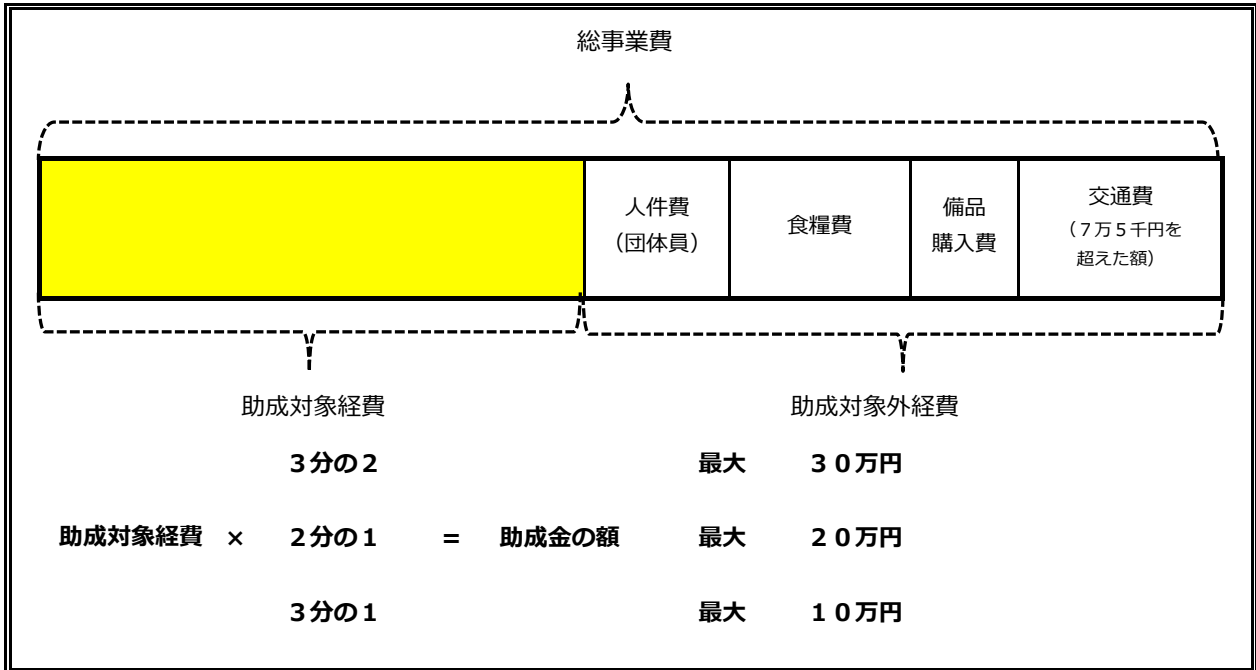 総事業費
人件費
（団体員）
食糧費
備品
購入費
交通費
（７万５千円を
超えた額）
助成対象経費
助成対象外経費
３分の２ 最大 ３０万円
助成対象経費 × ２分の１ = 助成金の額 最大 ２０万円
３分の１ 最大 １０万円